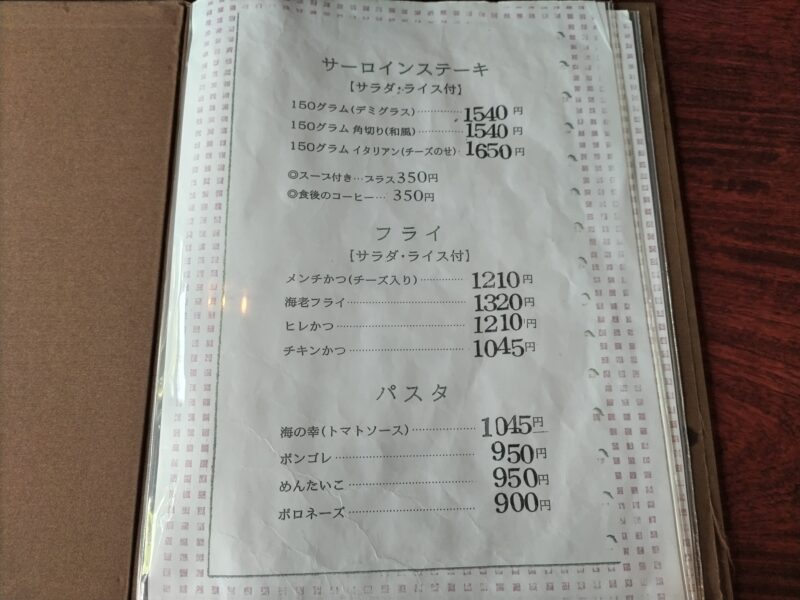 サーロインステーキ
【サラダ・ライス付】
150グラム(デミグラス)············1540円
150グラム 角切り(和風)············1540円
150グラム イタリアン(チーズのせ)·1650円
◎スープ付き…プラス350円
◎食後のコーヒー… 350円
フライ
【サラダ・ライス付】
メンチかつ(チーズ入り)············1210円
海老フライ······························1320円
ヒレかつ································1210円
チキンかつ······························1045円
パスタ
海の幸(トマトソース)···············1045円
ボンゴレ································950円
めんたいこ······························950円
ボロネーズ······························900円